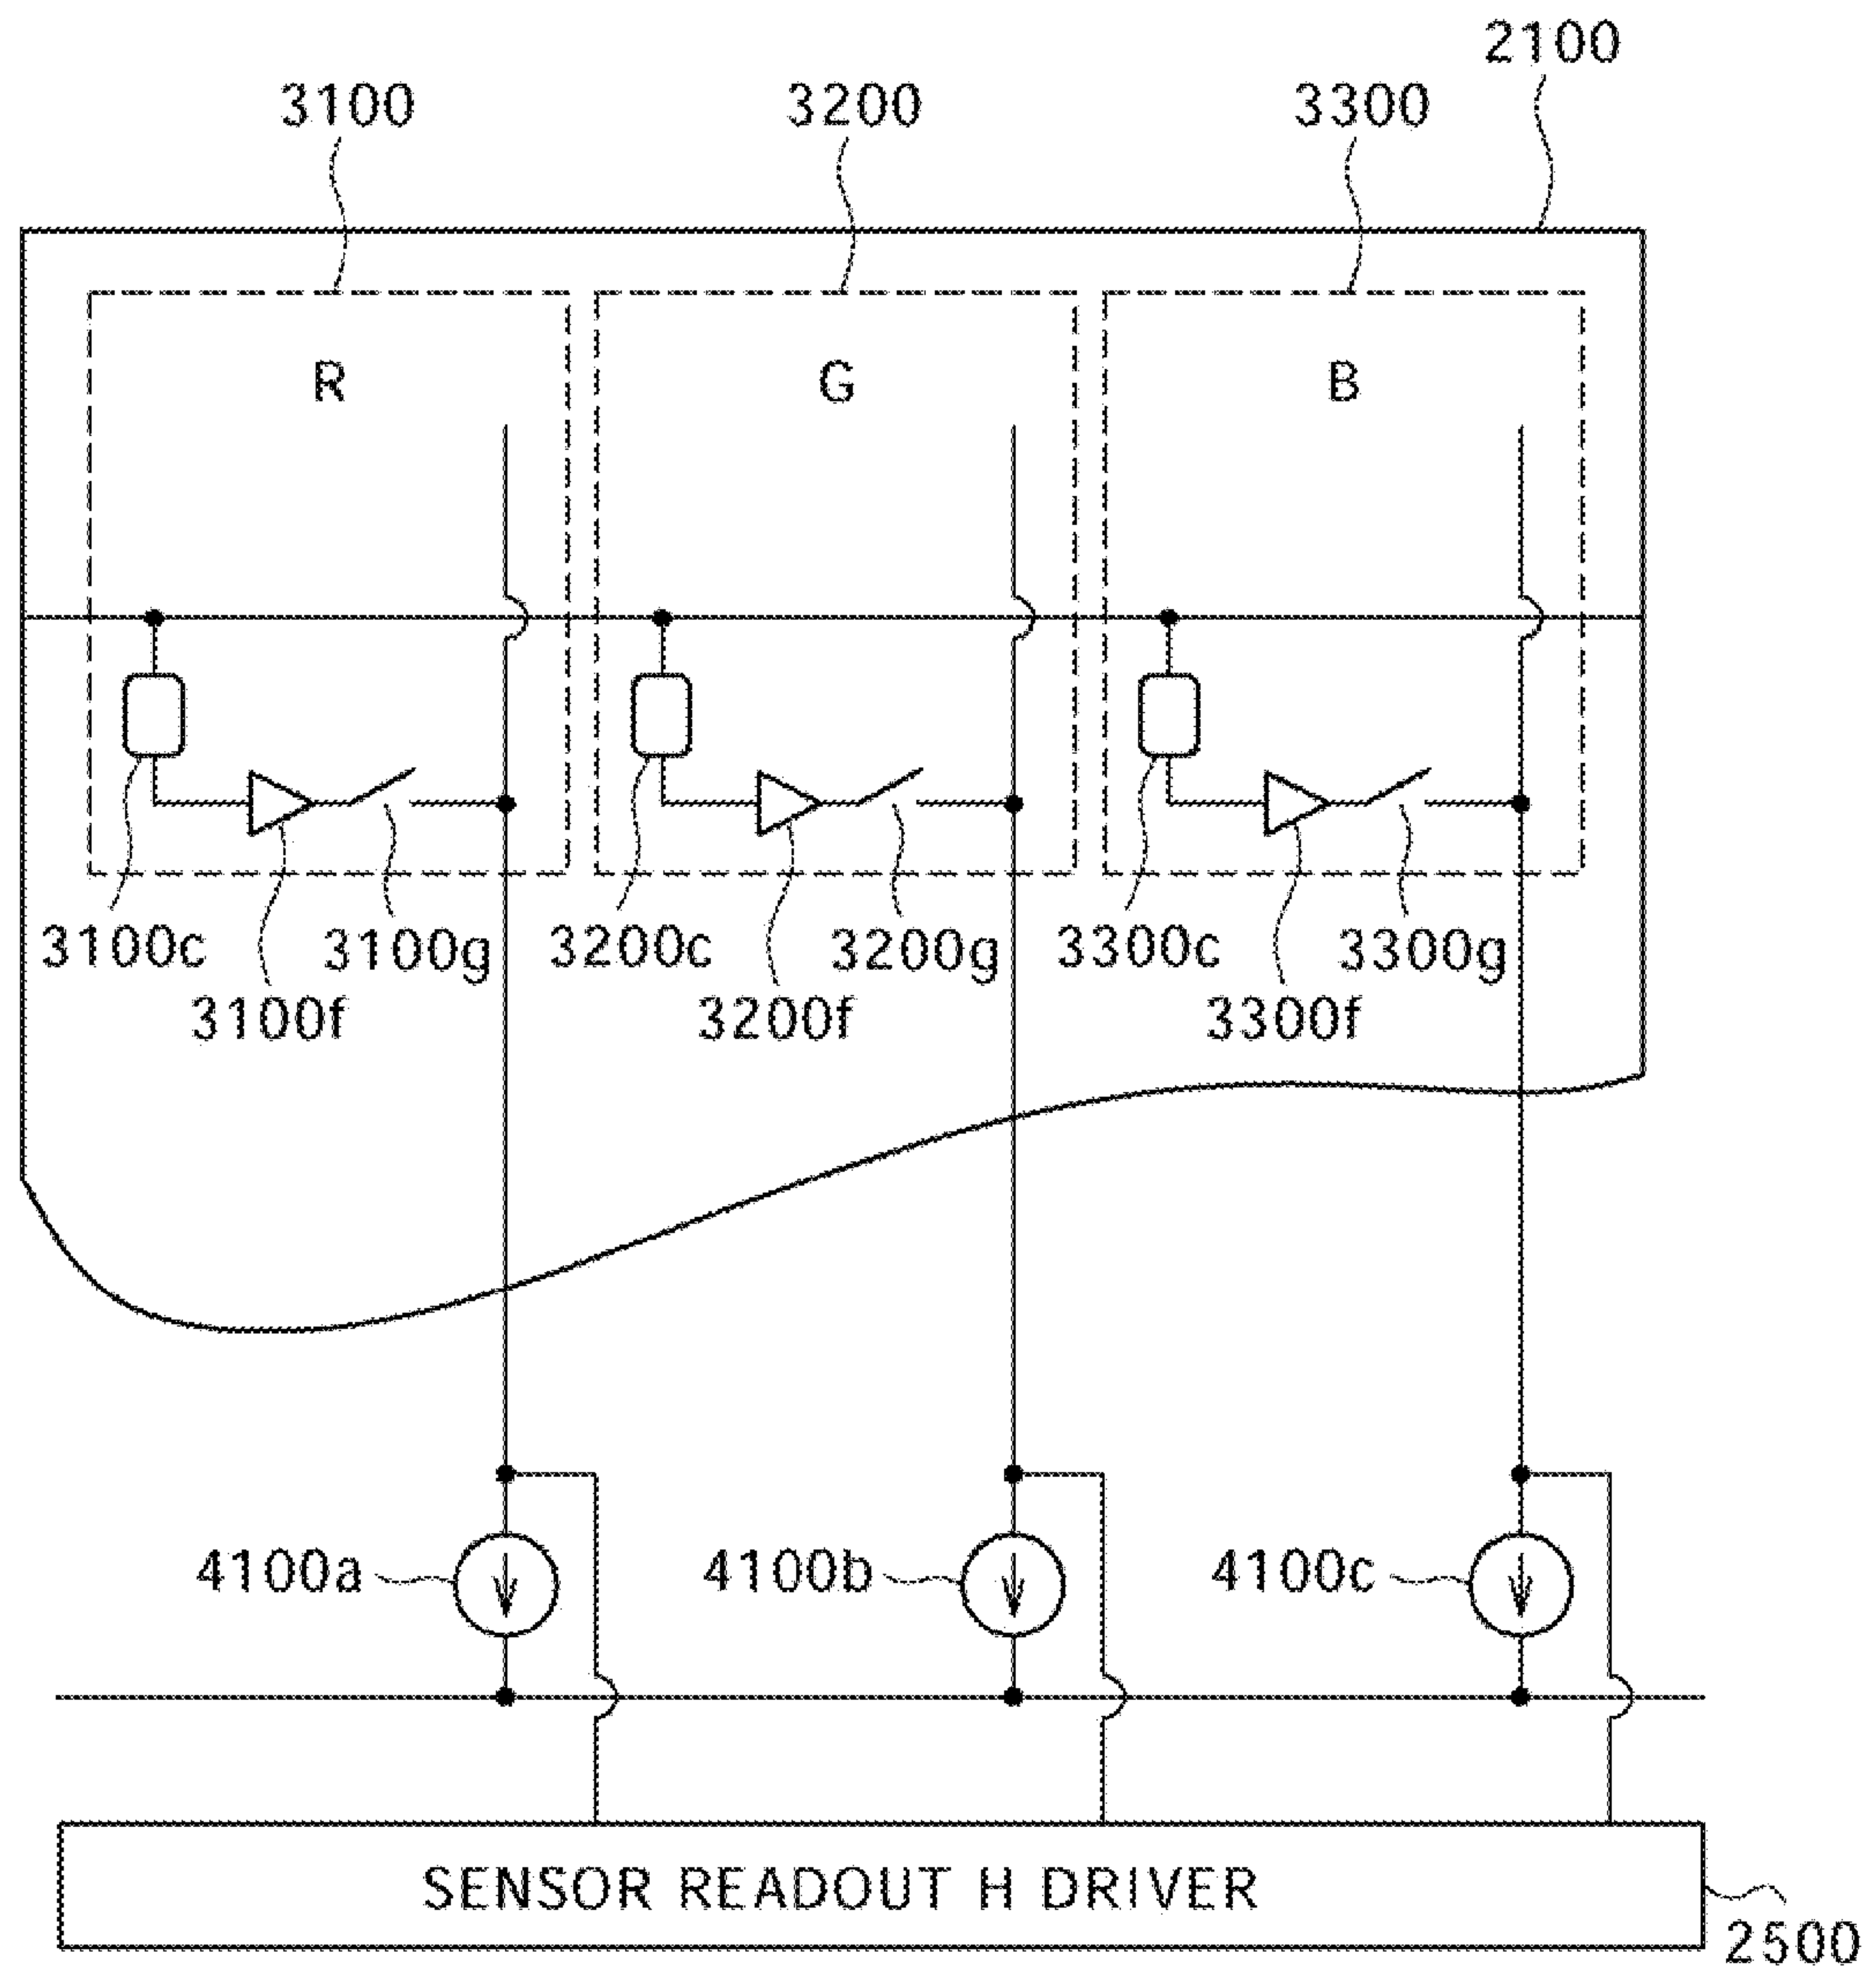 2100
3100 3200 3300
R G B
3100c 3100g 3200c 3200g 3300c 3300g
3100f 3200f 3300f
4100a 4100b 4100c
SENSOR READOUT H DRIVER
2500